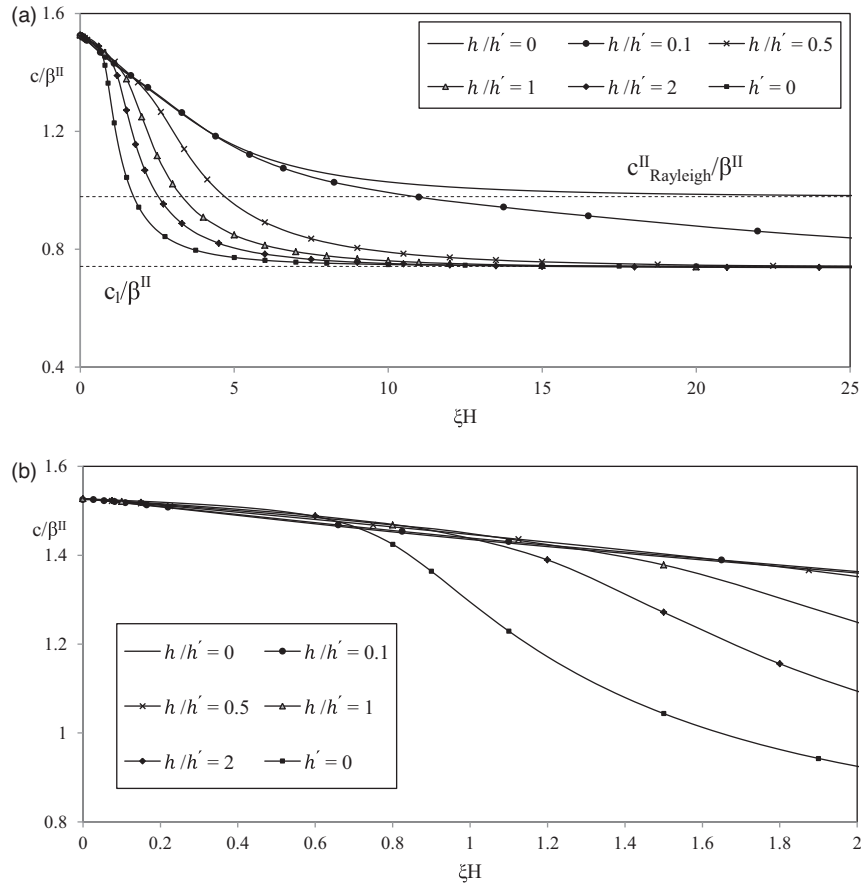 (a)
1.6
c/β^II
1.2
0.8
0.4
h/h′ = 0
h/h′ = 0.1
h/h′ = 0.5
h/h′ = 1
h/h′ = 2
h′ = 0
c^II_Rayleigh/β^II
c_l/β^II
0 5 10 15 20 25
ξH
(b)
1.6
c/β^II
1.4
1.2
1
0.8
h/h′ = 0
h/h′ = 0.1
h/h′ = 0.5
h/h′ = 1
h/h′ = 2
h′ = 0
0 0.2 0.4 0.6 0.8 1 1.2 1.4 1.6 1.8 2
ξH